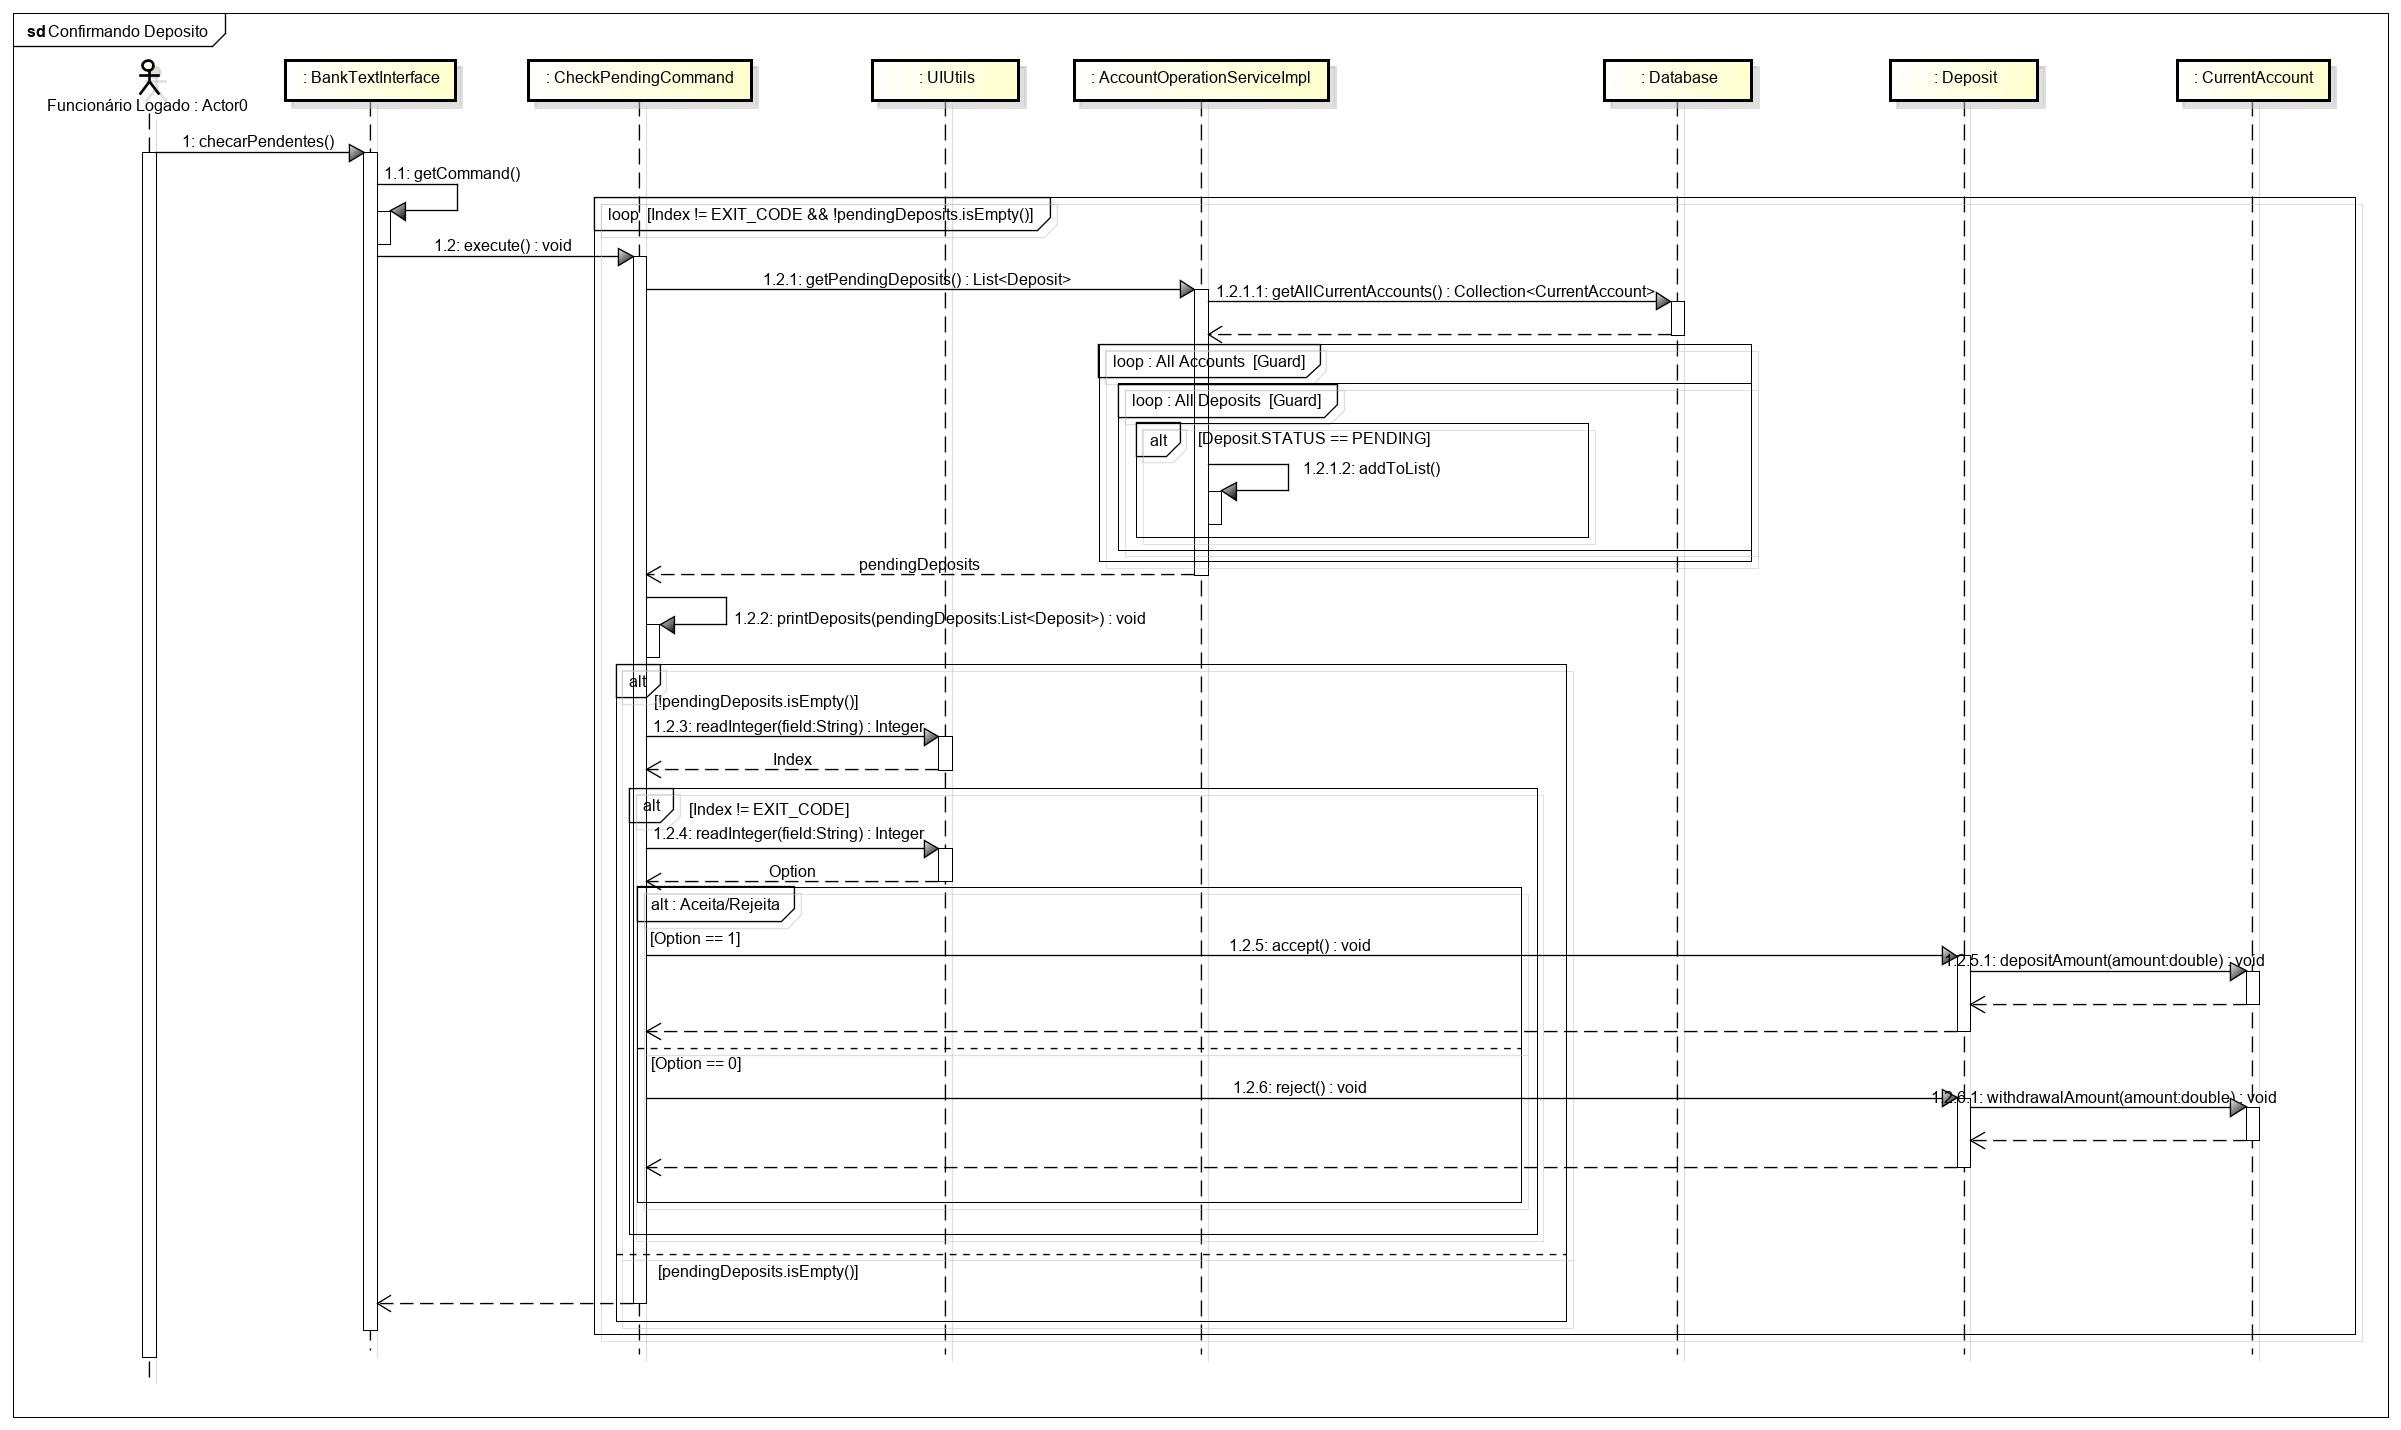 sd Confirmando Deposito
Funcionário Logado : Actor0
: BankTextInterface
: CheckPendingCommand
: UIUtils
: AccountOperationServiceImpl
: Database
: Deposit
: CurrentAccount
1: checarPendentes()
1.1: getCommand()
loop [Index != EXIT_CODE && !pendingDeposits.isEmpty()]
1.2: execute() : void
1.2.1: getPendingDeposits() : List<Deposit>
1.2.1.1: getAllCurrentAccounts() : Collection<CurrentAccount>
loop : All Accounts [Guard]
loop : All Deposits [Guard]
alt [Deposit.STATUS == PENDING]
1.2.1.2: addToList()
pendingDeposits
1.2.2: printDeposits(pendingDeposits:List<Deposit>) : void
alt
[!pendingDeposits.isEmpty()]
1.2.3: readInteger(field:String) : Integer
Index
alt [Index != EXIT_CODE]
1.2.4: readInteger(field:String) : Integer
Option
alt : Aceita/Rejeita
[Option == 1]
1.2.5: accept() : void
1.2.5.1: depositAmount(amount:double) : void
[Option == 0]
1.2.6: reject() : void
1.2.6.1: withdrawalAmount(amount:double) : void
[pendingDeposits.isEmpty()]